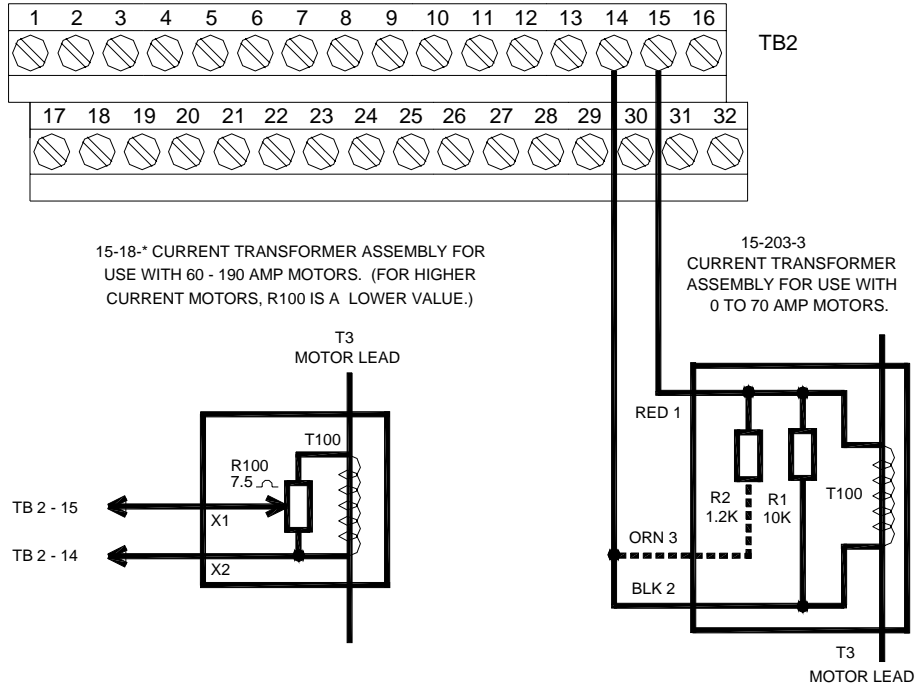 1 2 3 4 5 6 7 8 9 10 11 12 13 14 15 16
TB2
17 18 19 20 21 22 23 24 25 26 27 28 29 30 31 32
15-18-* CURRENT TRANSFORMER ASSEMBLY FOR
USE WITH 60 - 190 AMP MOTORS. (FOR HIGHER
CURRENT MOTORS, R100 IS A LOWER VALUE.)
15-203-3
CURRENT TRANSFORMER
ASSEMBLY FOR USE WITH
0 TO 70 AMP MOTORS.
T3
MOTOR LEAD
T100
R100
7.5
TB 2 - 15
X1
TB 2 - 14
X2
RED 1
R2
1.2K
R1
10K
T100
ORN 3
BLK 2
T3
MOTOR LEAD